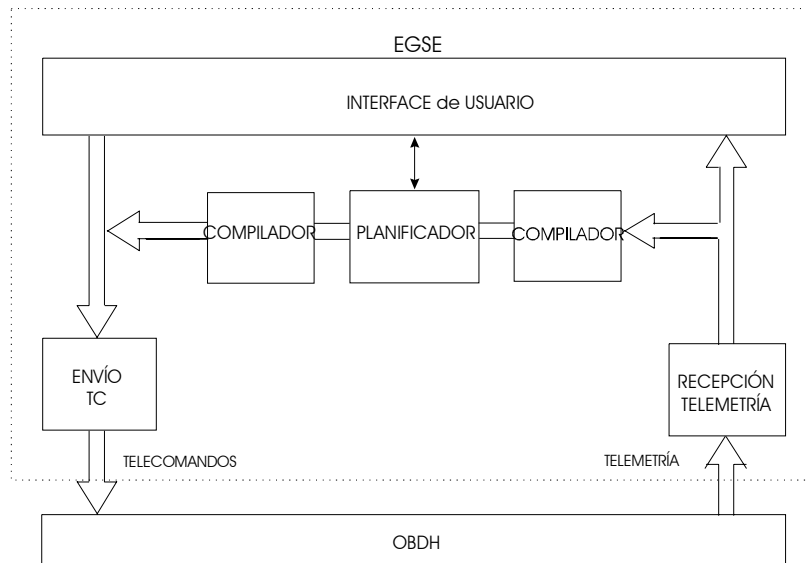 EGSE
INTERFACE de USUARIO
COMPILADOR
PLANIFICADOR
COMPILADOR
ENVÍO
TC
RECEPCIÓN
TELEMETRÍA
TELECOMANDOS
TELEMETRÍA
OBDH